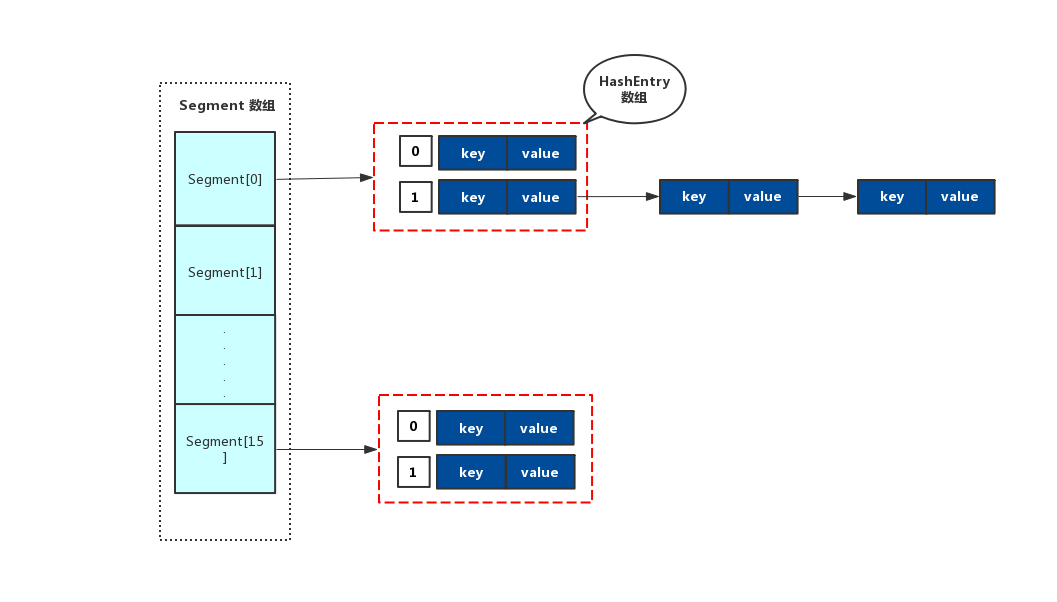 HashEntry
数组
Segment 数组
Segment[0]
0
key value
1
key value
key value
key value
Segment[1]
.
.
.
.
.
Segment[15
]
0
key value
1
key value